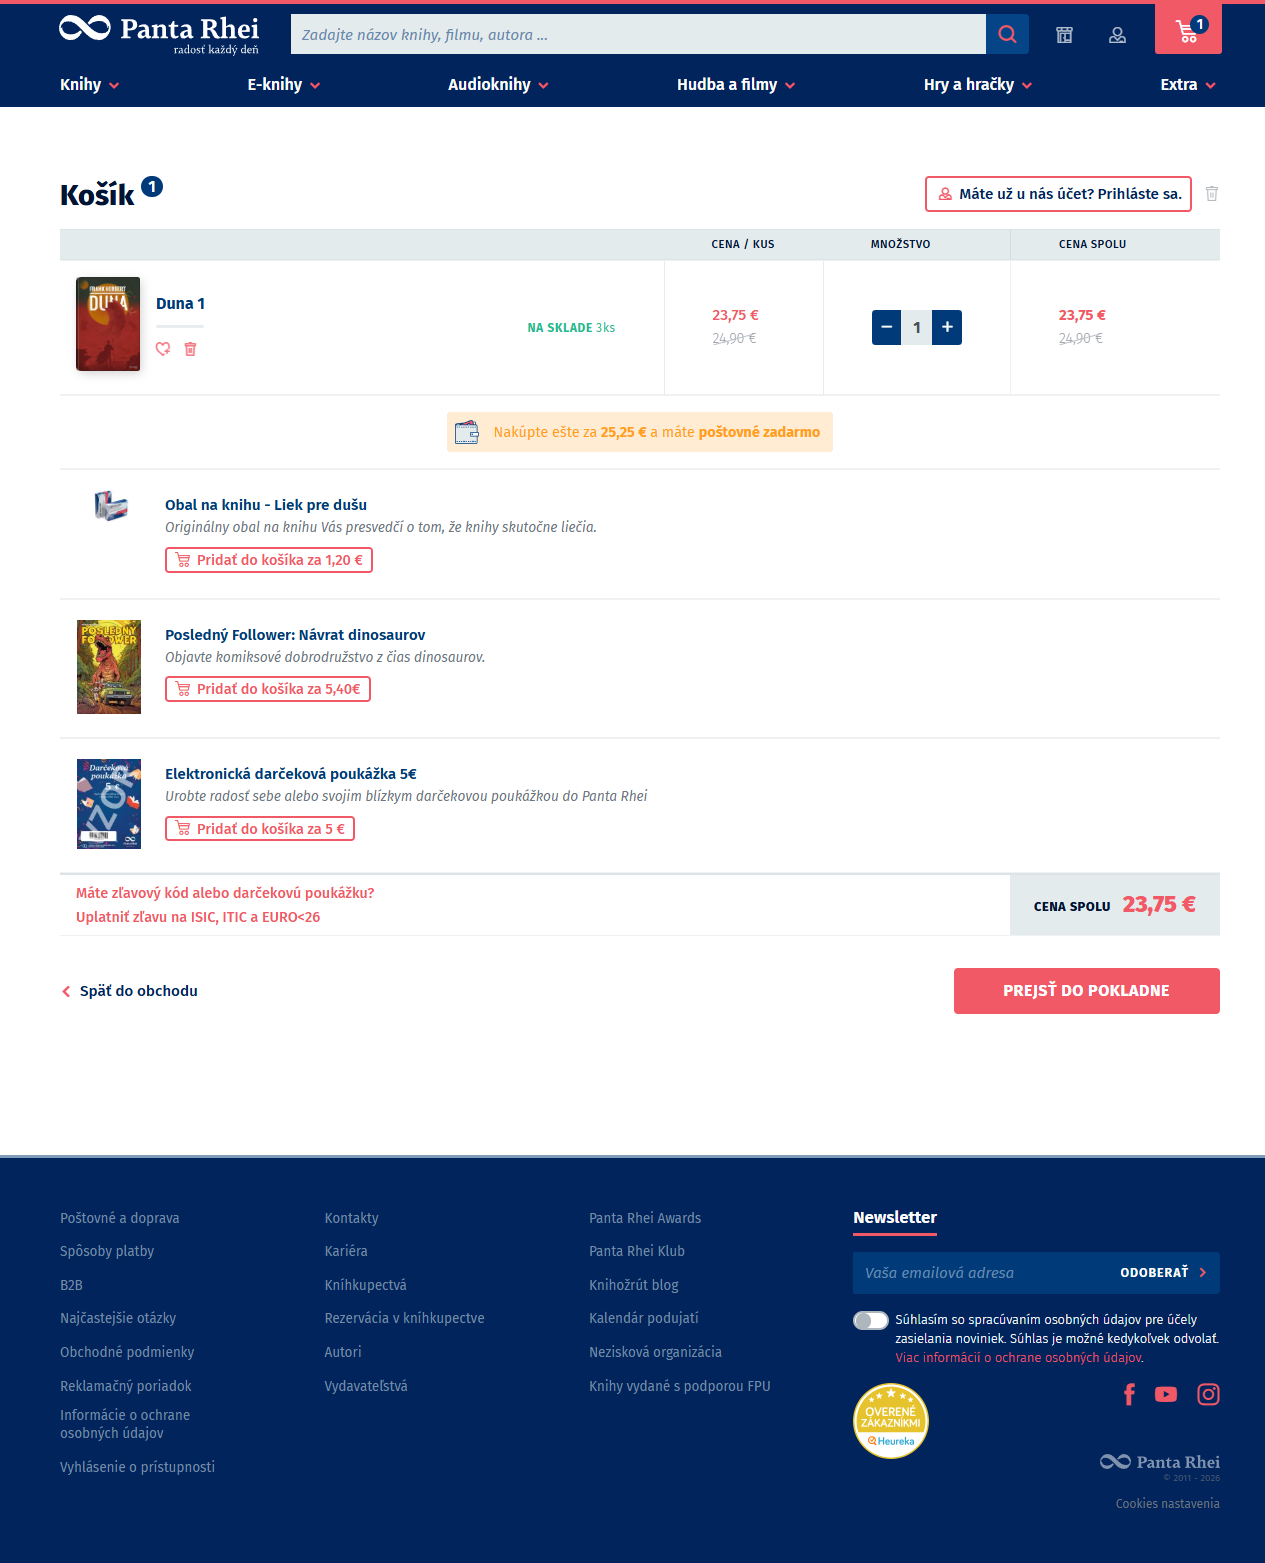 Panta Rhei
radosť každý deň
Zadajte názov knihy, filmu, autora ...
1
Knihy
E-knihy
Audioknihy
Hudba a filmy
Hry a hračky
Extra
Košík 1
Máte už u nás účet? Prihláste sa.
CENA / KUS
MNOŽSTVO
CENA SPOLU
FRANK HERBERT
DUNA
Duna 1
NA SKLADE 3ks
23,75 €
24,90 €
− 1 +
23,75 €
24,90 €
Nakúpte ešte za 25,25 € a máte poštovné zadarmo
Obal na knihu - Liek pre dušu
Originálny obal na knihu Vás presvedčí o tom, že knihy skutočne liečia.
Pridať do košíka za 1,20 €
POSLEDNÝ
FOLLOWER
Posledný Follower: Návrat dinosaurov
Objavte komiksové dobrodružstvo z čias dinosaurov.
Pridať do košíka za 5,40€
Darčeková
poukážka
5 €
VZOR
Elektronická darčeková poukážka 5€
Urobte radosť sebe alebo svojim blízkym darčekovou poukážkou do Panta Rhei
Pridať do košíka za 5 €
Máte zľavový kód alebo darčekovú poukážku?
Uplatniť zľavu na ISIC, ITIC a EURO<26
CENA SPOLU 23,75 €
Späť do obchodu
PREJSŤ DO POKLADNE
Poštovné a doprava
Spôsoby platby
B2B
Najčastejšie otázky
Obchodné podmienky
Reklamačný poriadok
Informácie o ochrane
osobných údajov
Vyhlásenie o prístupnosti
Kontakty
Kariéra
Kníhkupectvá
Rezervácia v kníhkupectve
Autori
Vydavateľstvá
Panta Rhei Awards
Panta Rhei Klub
Knihožrút blog
Kalendár podujatí
Nezisková organizácia
Knihy vydané s podporou FPU
Newsletter
Vaša emailová adresa
ODOBERAŤ
Súhlasím so spracúvaním osobných údajov pre účely
zasielania noviniek. Súhlas je možné kedykoľvek odvolať.
Viac informácií o ochrane osobných údajov.
OVERENÉ
ZÁKAZNÍKMI
Heureka
Panta Rhei
© 2011 - 2026
Cookies nastavenia